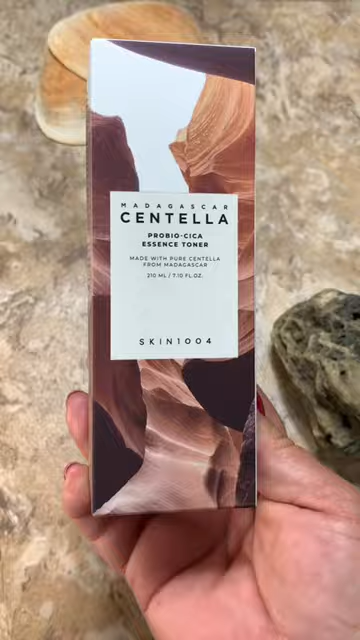 MADAGASCAR
CENTELLA
PROBIO-CICA
ESSENCE TONER
MADE WITH PURE CENTELLA
FROM MADAGASCAR
210 ML / 7.10 FL.OZ.
SKIN1004